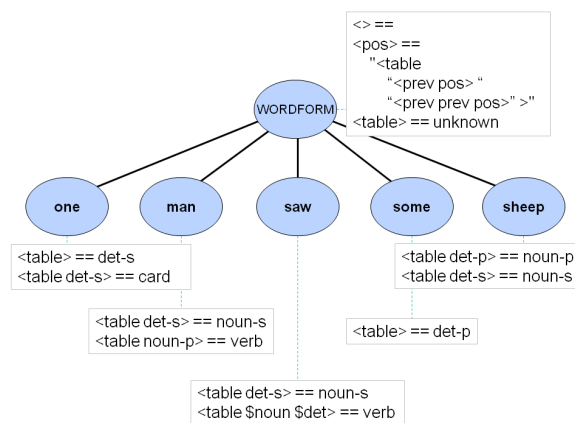 <> ==
<pos> ==
"<table
“<prev pos> “
“<prev prev pos>” >"
<table> == unknown
WORDFORM
one
man
saw
some
sheep
<table> == det-s
<table det-s> == card
<table det-p> == noun-p
<table det-s> == noun-s
<table det-s> == noun-s
<table noun-p> == verb
<table> == det-p
<table det-s> == noun-s
<table $noun $det> == verb